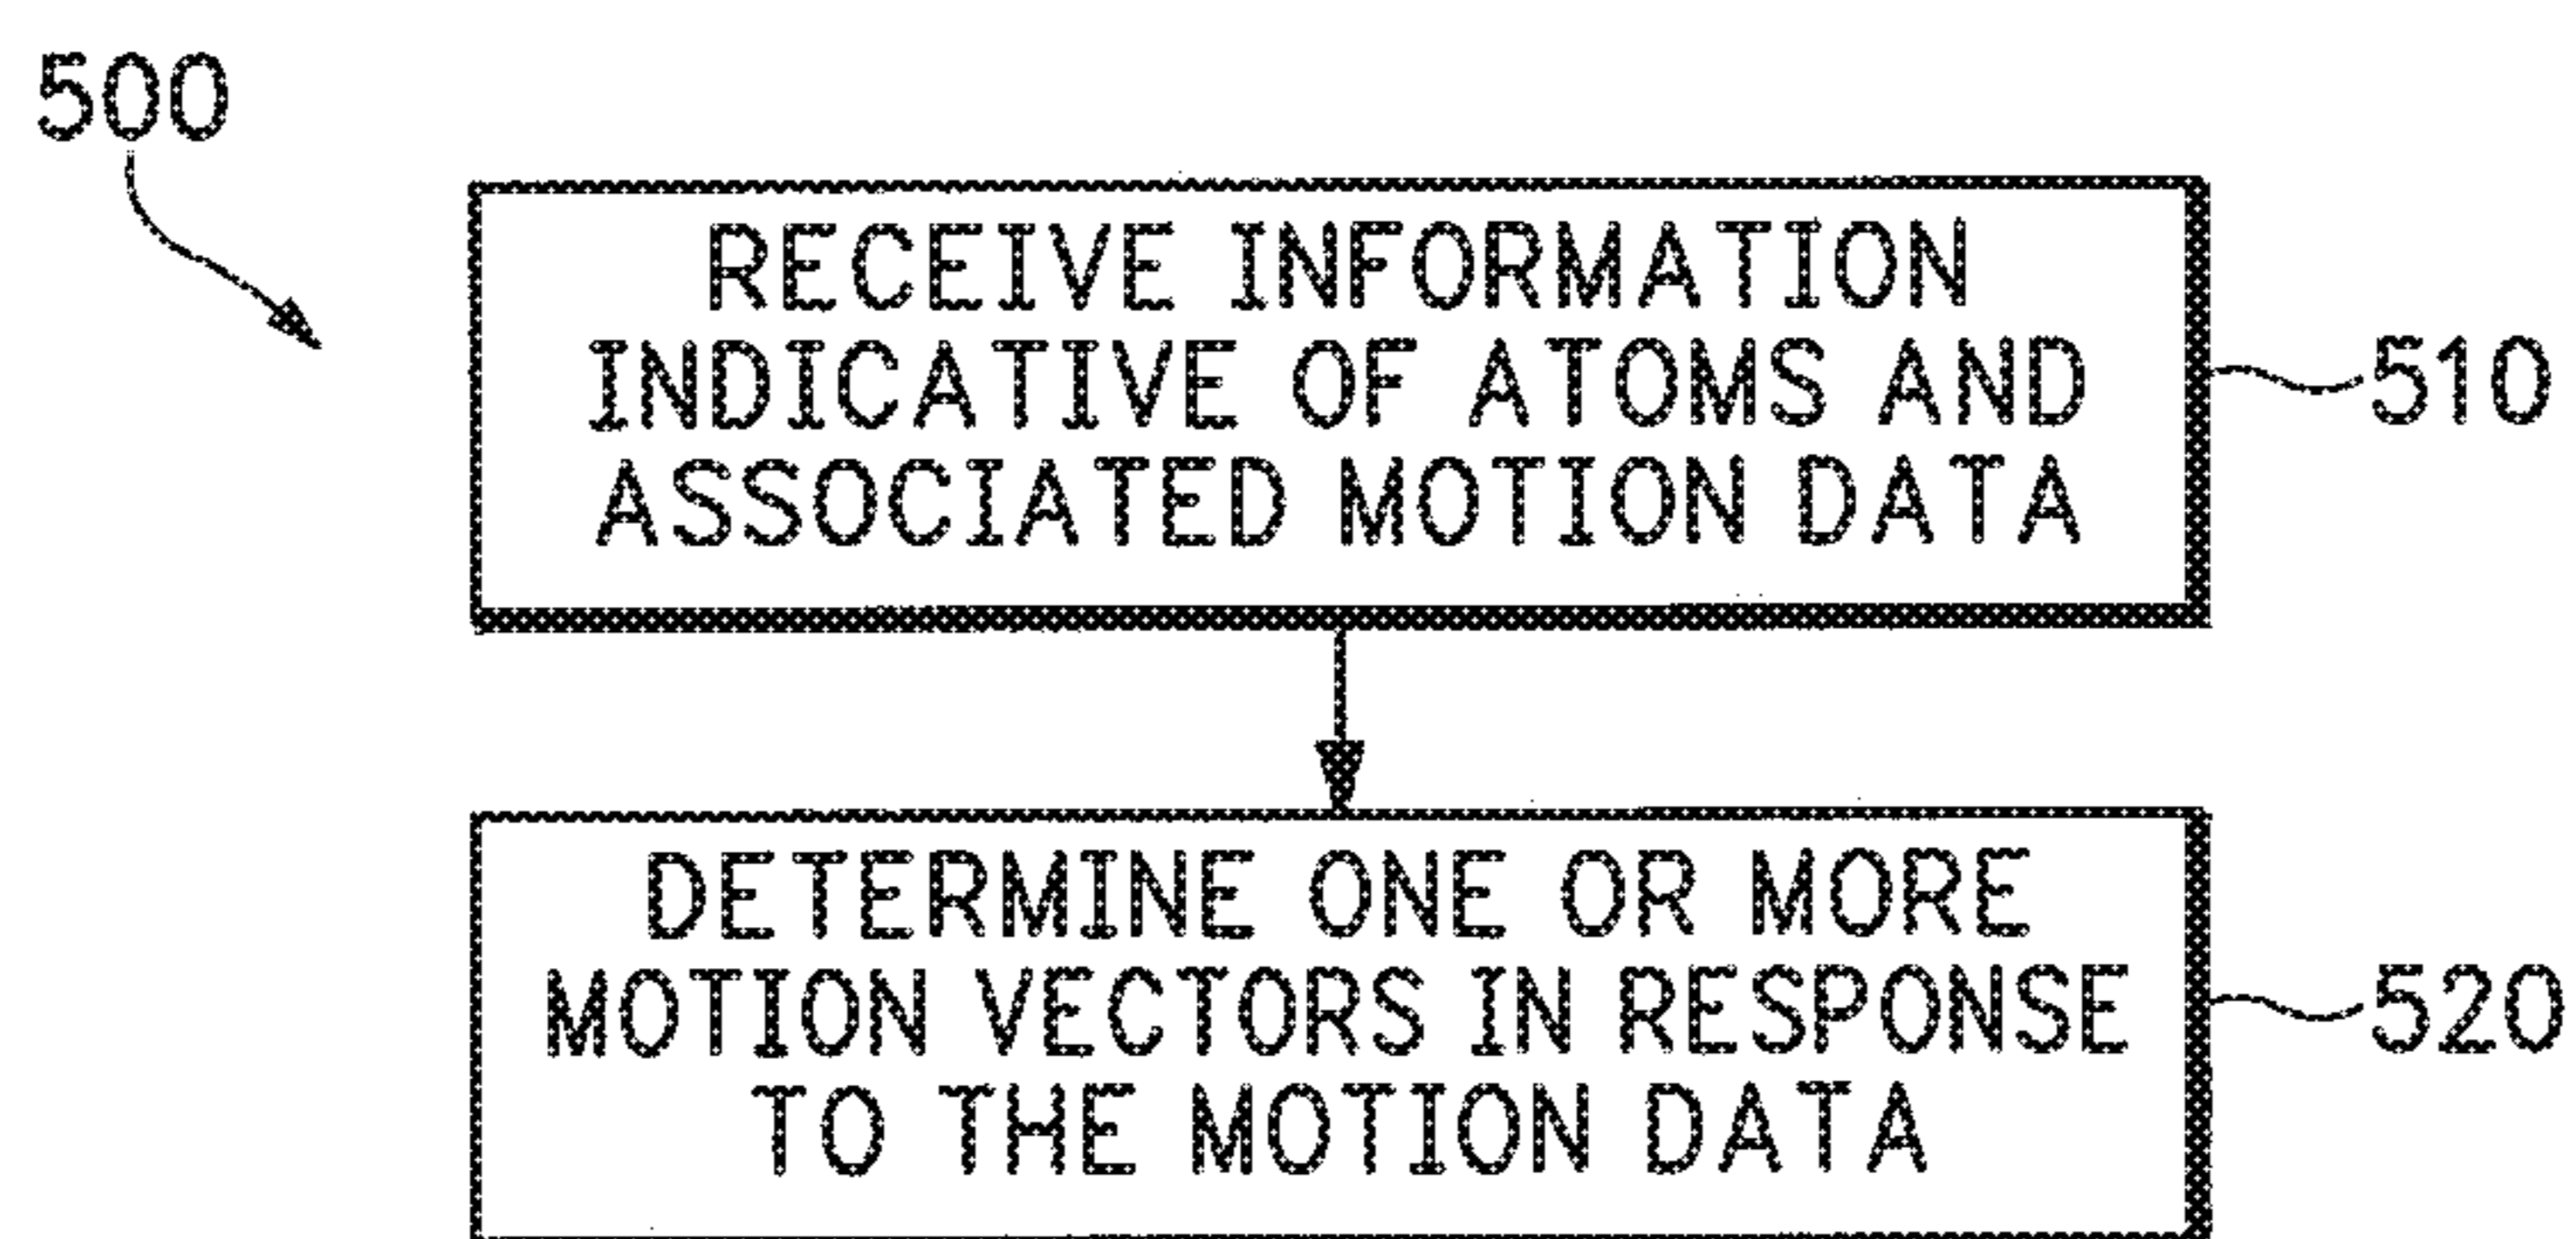 500
RECEIVE INFORMATION
INDICATIVE OF ATOMS AND
ASSOCIATED MOTION DATA
510
DETERMINE ONE OR MORE
MOTION VECTORS IN RESPONSE
TO THE MOTION DATA
520